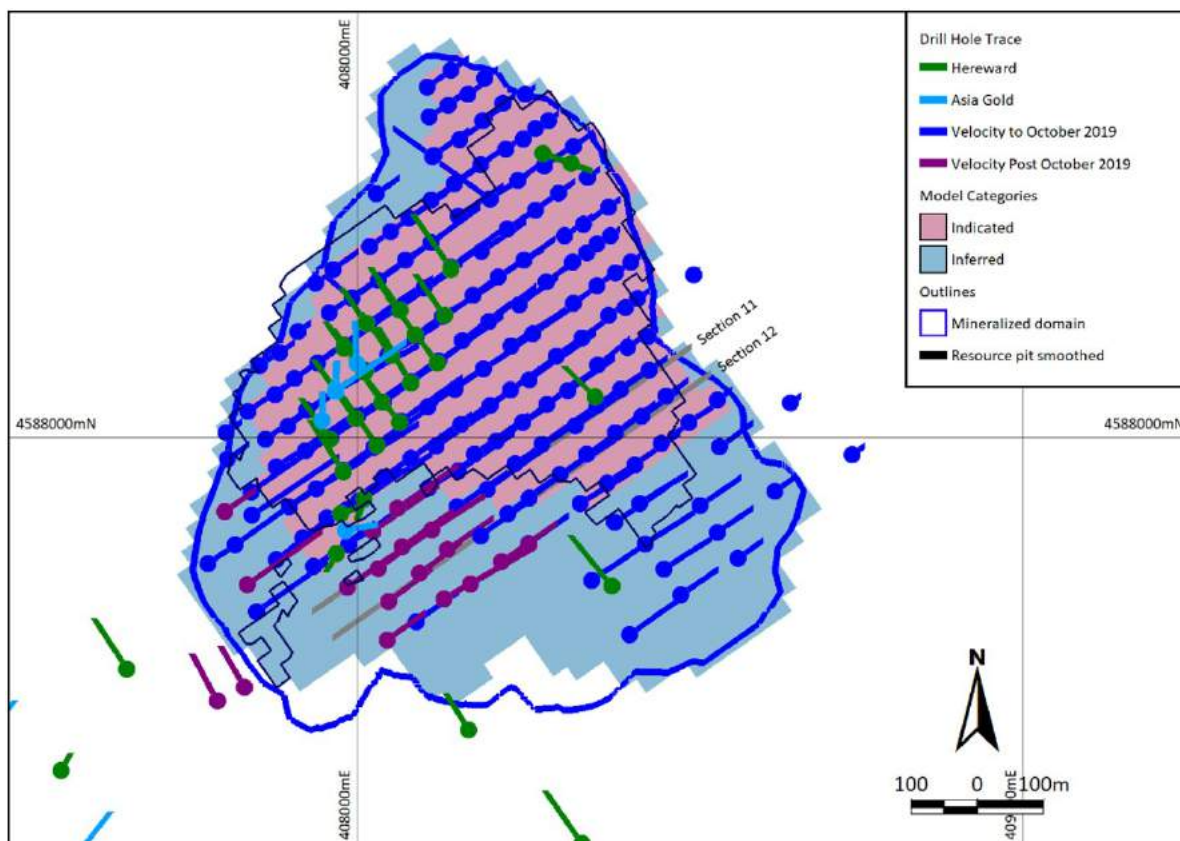 408000mE
Drill Hole Trace
Hereward
Asia Gold
Velocity to October 2019
Velocity Post October 2019
Model Categories
Indicated
Inferred
Outlines
Mineralized domain
Resource pit smoothed
Section 11
Section 12
4588000mN
4588000mN
N
100 0 100m
408000mE